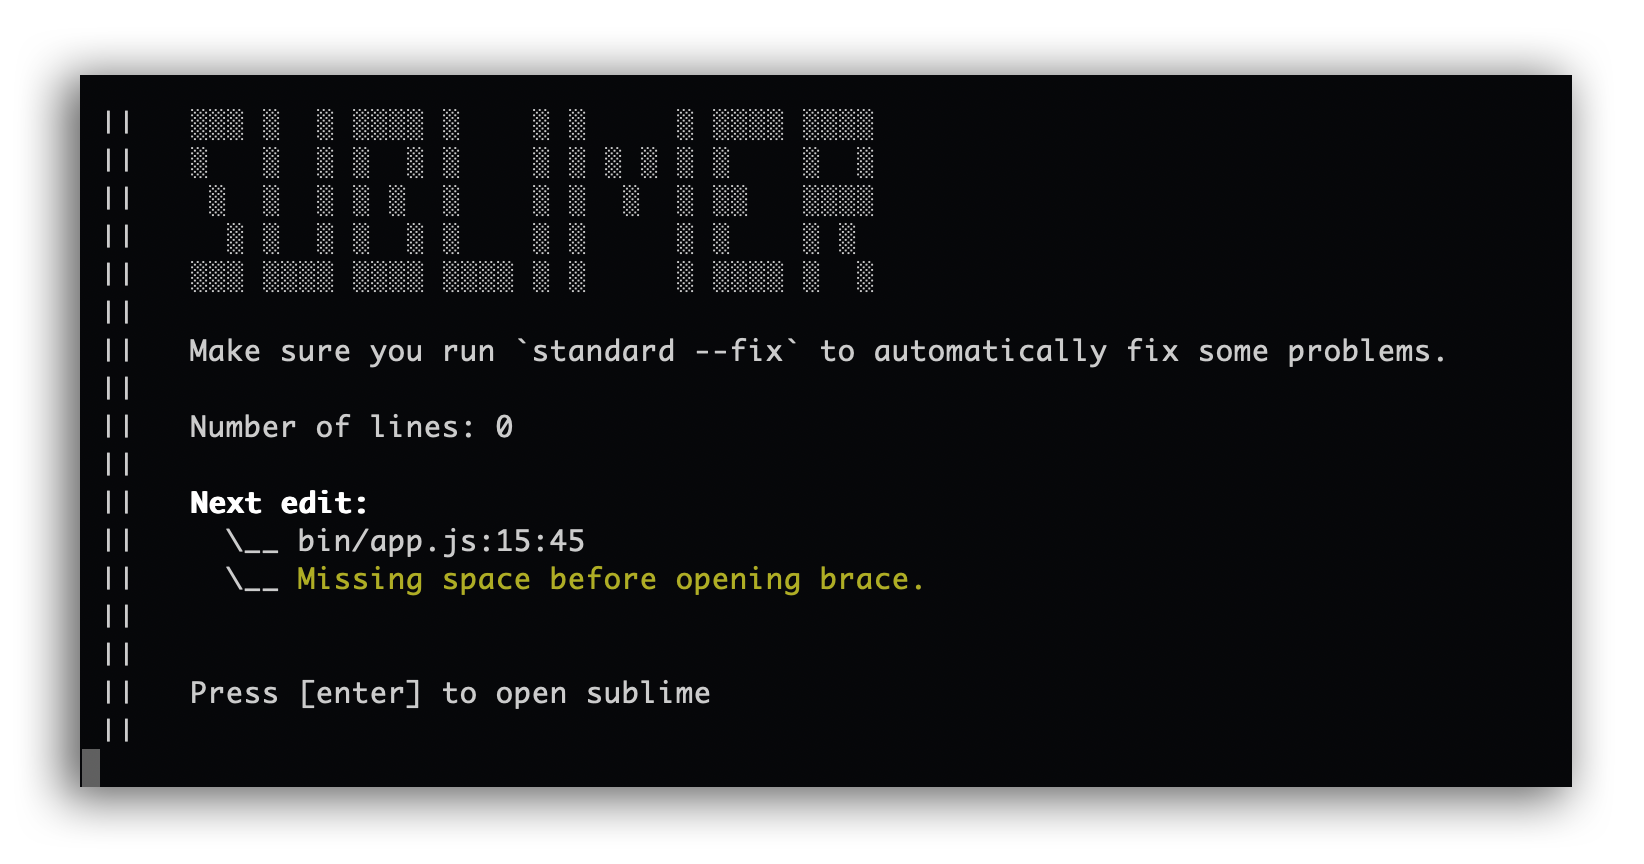 SUBLIMER
Make sure you run `standard --fix` to automatically fix some problems.
Number of lines: 0
Next edit:
\__ bin/app.js:15:45
\__ Missing space before opening brace.
Press [enter] to open sublime